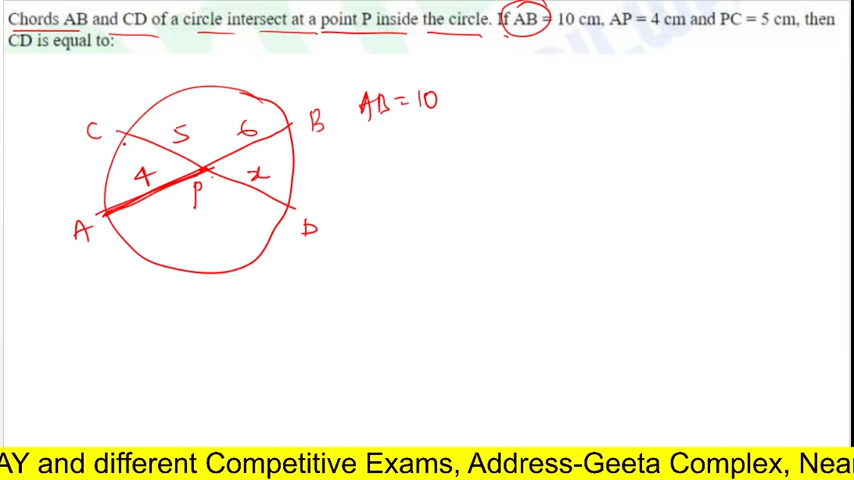 Chords AB and CD of a circle intersect at a point P inside the circle. If AB = 10 cm, AP = 4 cm and PC = 5 cm, then
CD is equal to:
AB = 10
C 5 6 B
4 P x
A D
AY and different Competitive Exams, Address-Geeta Complex, Near